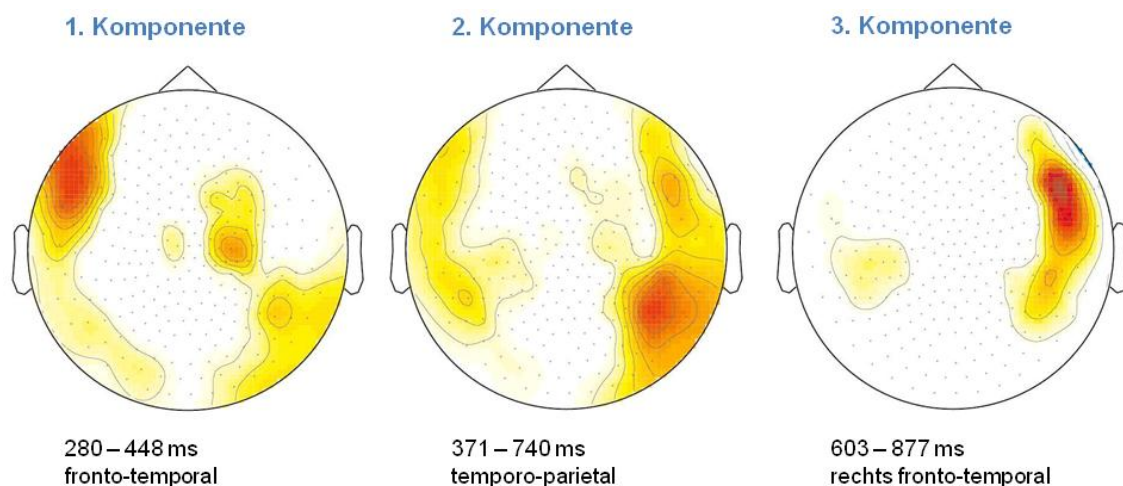 1. Komponente
2. Komponente
3. Komponente
280 – 448 ms
fronto-temporal
371 – 740 ms
temporo-parietal
603 – 877 ms
rechts fronto-temporal